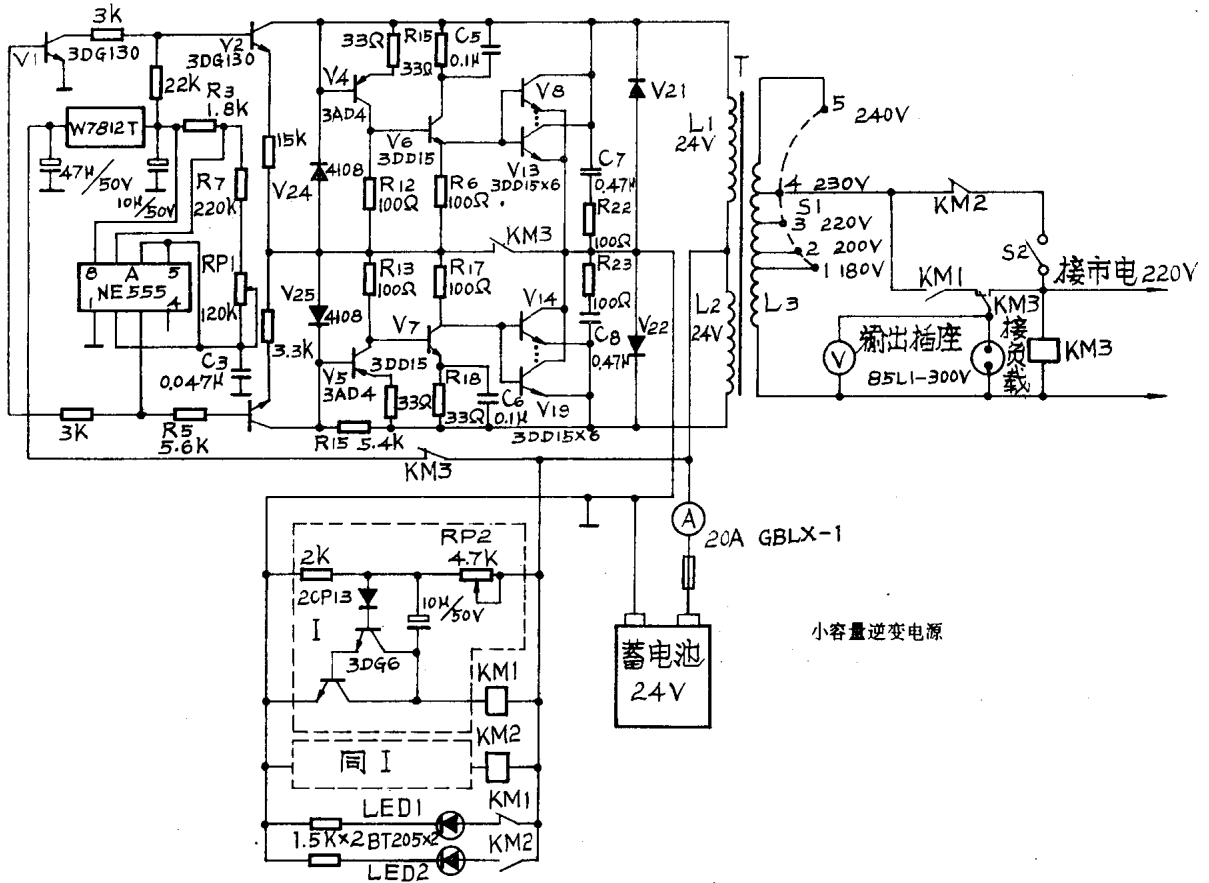 3K
V1
3DG130
V2
3DG130
22K
R3
1.8K
W7812T
47μ/50V
10μ/50V
R7
220K
15K
V24
4108
8
A
5
1
NE555
4
RP1
120K
V25
4108
3.3K
C3
0.047μ
3K
R5
5.6K
33Ω
R15
33Ω
C5
0.1μ
V4
3AD4
V6
3DD15
V8
V13
3DD15×6
R12
100Ω
R6
100Ω
C7
0.47μ
R22
100Ω
KM3
R13
100Ω
R17
100Ω
R23
100Ω
V14
C8
0.47μ
V7
3DD15
V5
3AD4
R18
33Ω
33Ω
C6
0.1μ
V19
3DD15×6
R15
5.4K
KM3
V21
V22
T
L1
24V
L2
24V
L3
5
240V
4
230V
S1
3
220V
2
200V
1
180V
KM2
S2
接市电220V
KM1
KM3
输出插座
V
85L1-300V
接负载
KM3
A
20A GBLX-1
蓄电池
24V
小容量逆变电源
2K
RP2
4.7K
2CP13
10μ/50V
I
3DG6
KM1
KM2
同 I
LED1
KM1
1.5K×2
BT205×2
KM2
LED2